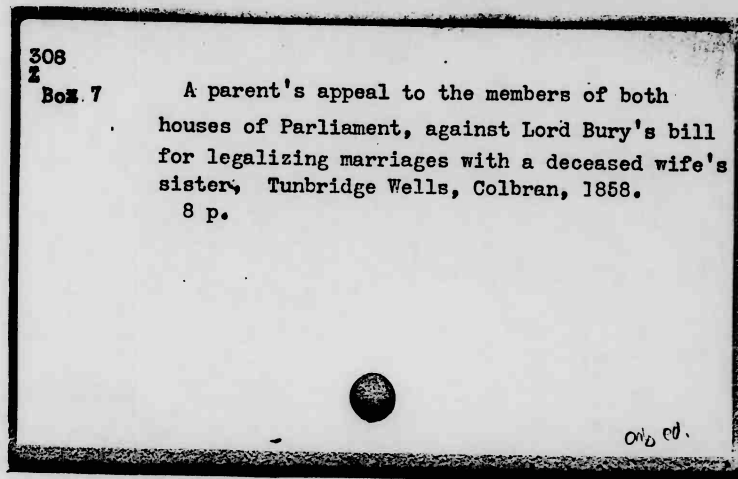 308
Z
Box 7
A parent's appeal to the members of both
houses of Parliament, against Lord Bury's bill
for legalizing marriages with a deceased wife's
sister, Tunbridge Wells, Colbran, 1858.
8 p.
ed.